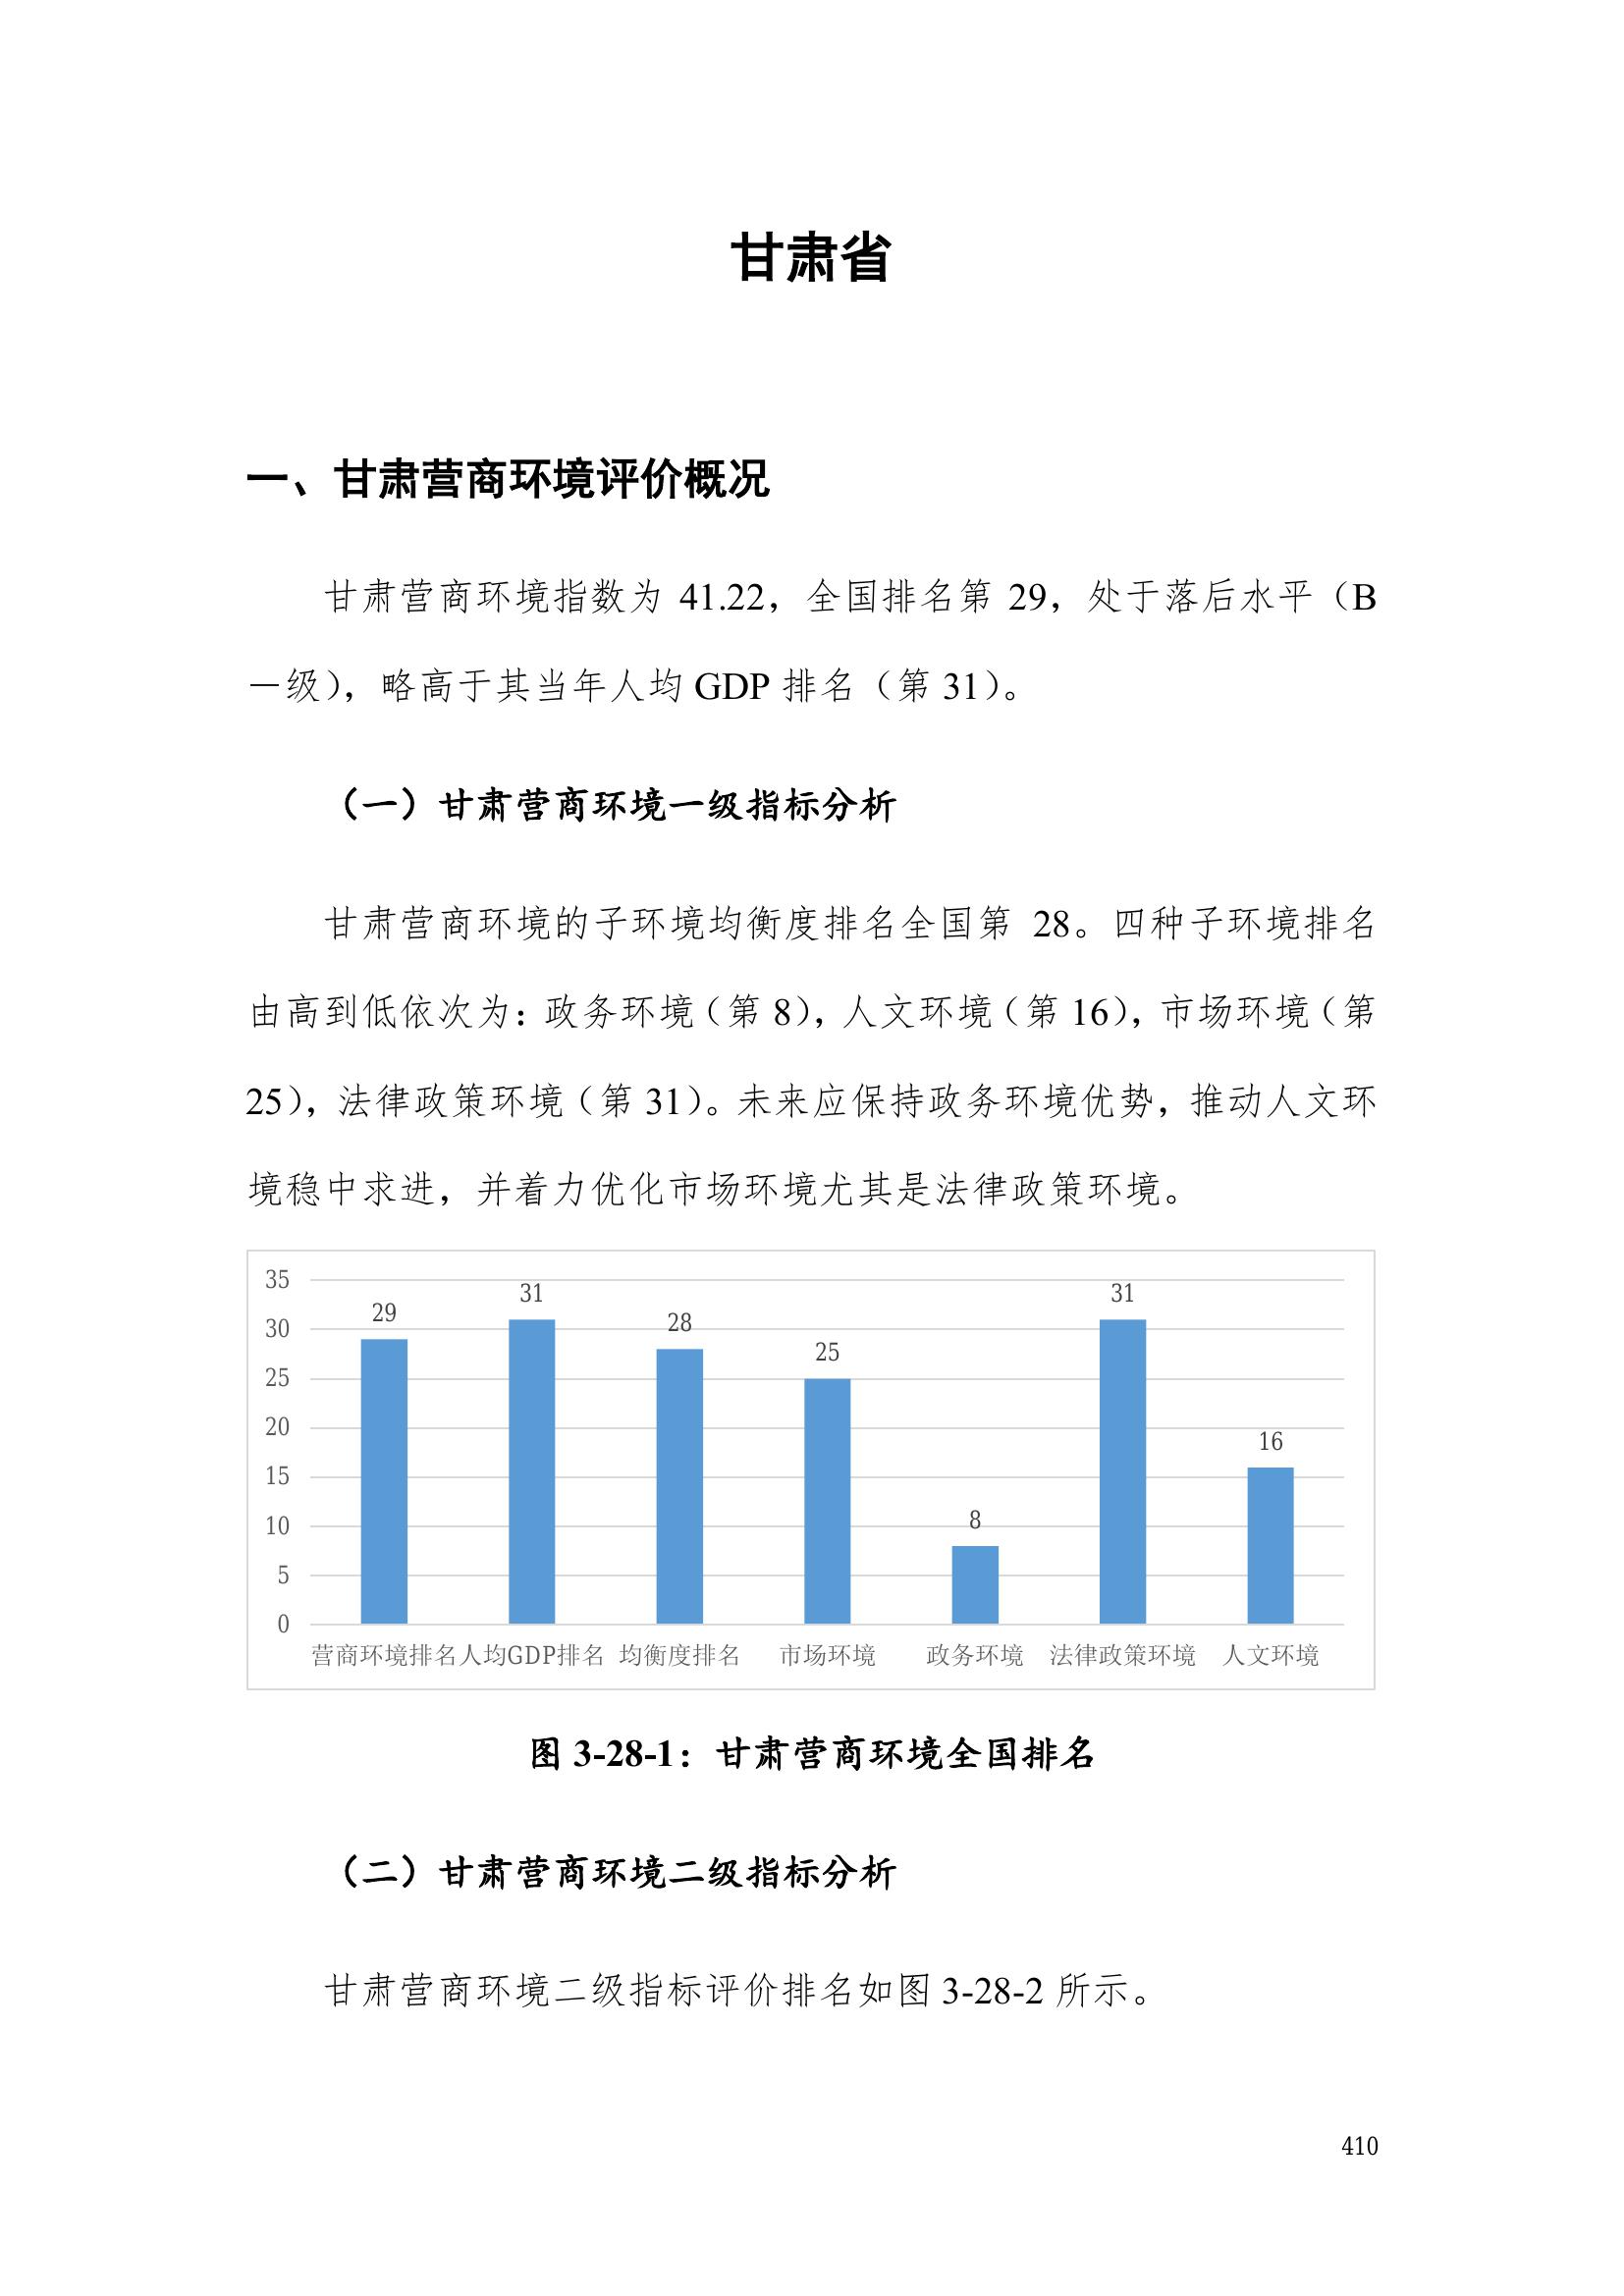 甘肃省
一、甘肃营商环境评价概况
甘肃营商环境指数为 41.22，全国排名第 29，处于落后水平（B
－级），略高于其当年人均 GDP 排名（第 31）。
（一）甘肃营商环境一级指标分析
甘肃营商环境的子环境均衡度排名全国第 28。四种子环境排名
由高到低依次为：政务环境（第 8），人文环境（第 16），市场环境（第
25），法律政策环境（第 31）。未来应保持政务环境优势，推动人文环
境稳中求进，并着力优化市场环境尤其是法律政策环境。
35
30
25
20
15
10
5
0
29
31
28
25
8
31
16
营商环境排名 人均GDP排名 均衡度排名 市场环境 政务环境 法律政策环境 人文环境
图 3-28-1：甘肃营商环境全国排名
（二）甘肃营商环境二级指标分析
甘肃营商环境二级指标评价排名如图 3-28-2 所示。
410